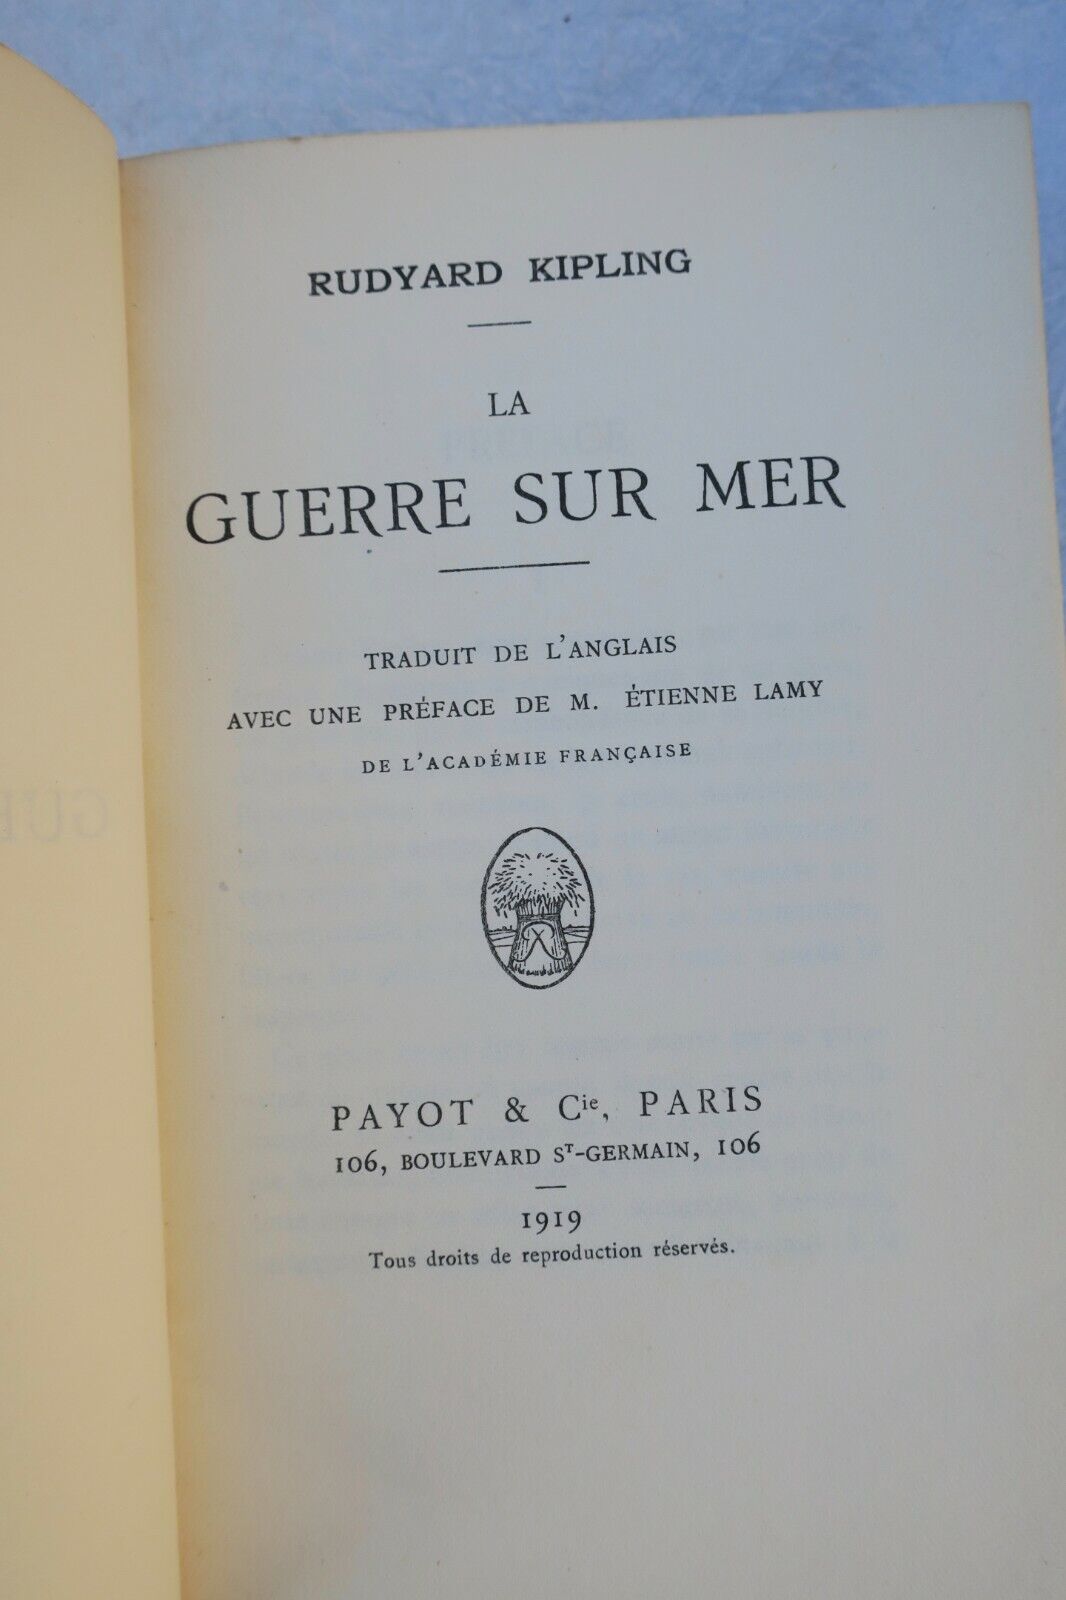 RUDYARD KIPLING
LA
GUERRE SUR MER
TRADUIT DE L'ANGLAIS
AVEC UNE PRÉFACE DE M. ÉTIENNE LAMY
DE L'ACADÉMIE FRANÇAISE
PAYOT & Cie, PARIS
106, BOULEVARD ST-GERMAIN, 106
1919
Tous droits de reproduction réservés.